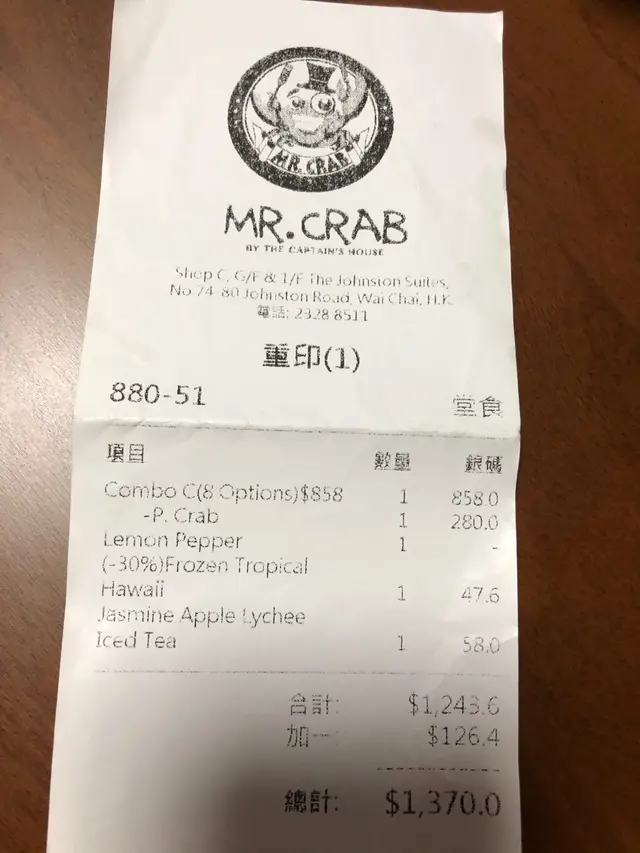 MR. CRAB
MR. CRAB
BY THE CAPTAIN'S HOUSE
Shop C, G/F & 1/F The Johnston Suites,
No.74-80 Johnston Road, Wai Chai, H.K.
電話: 2328 8511
重印(1)
880-51 堂食
項目 數量 銀碼
Combo C(8 Options)$858 1 858.0
-P. Crab 1 280.0
Lemon Pepper 1 -
(-30%)Frozen Tropical
Hawaii 1 47.6
Jasmine Apple Lychee
Iced Tea 1 58.0
合計: $1,243.6
加一: $126.4
總計: $1,370.0